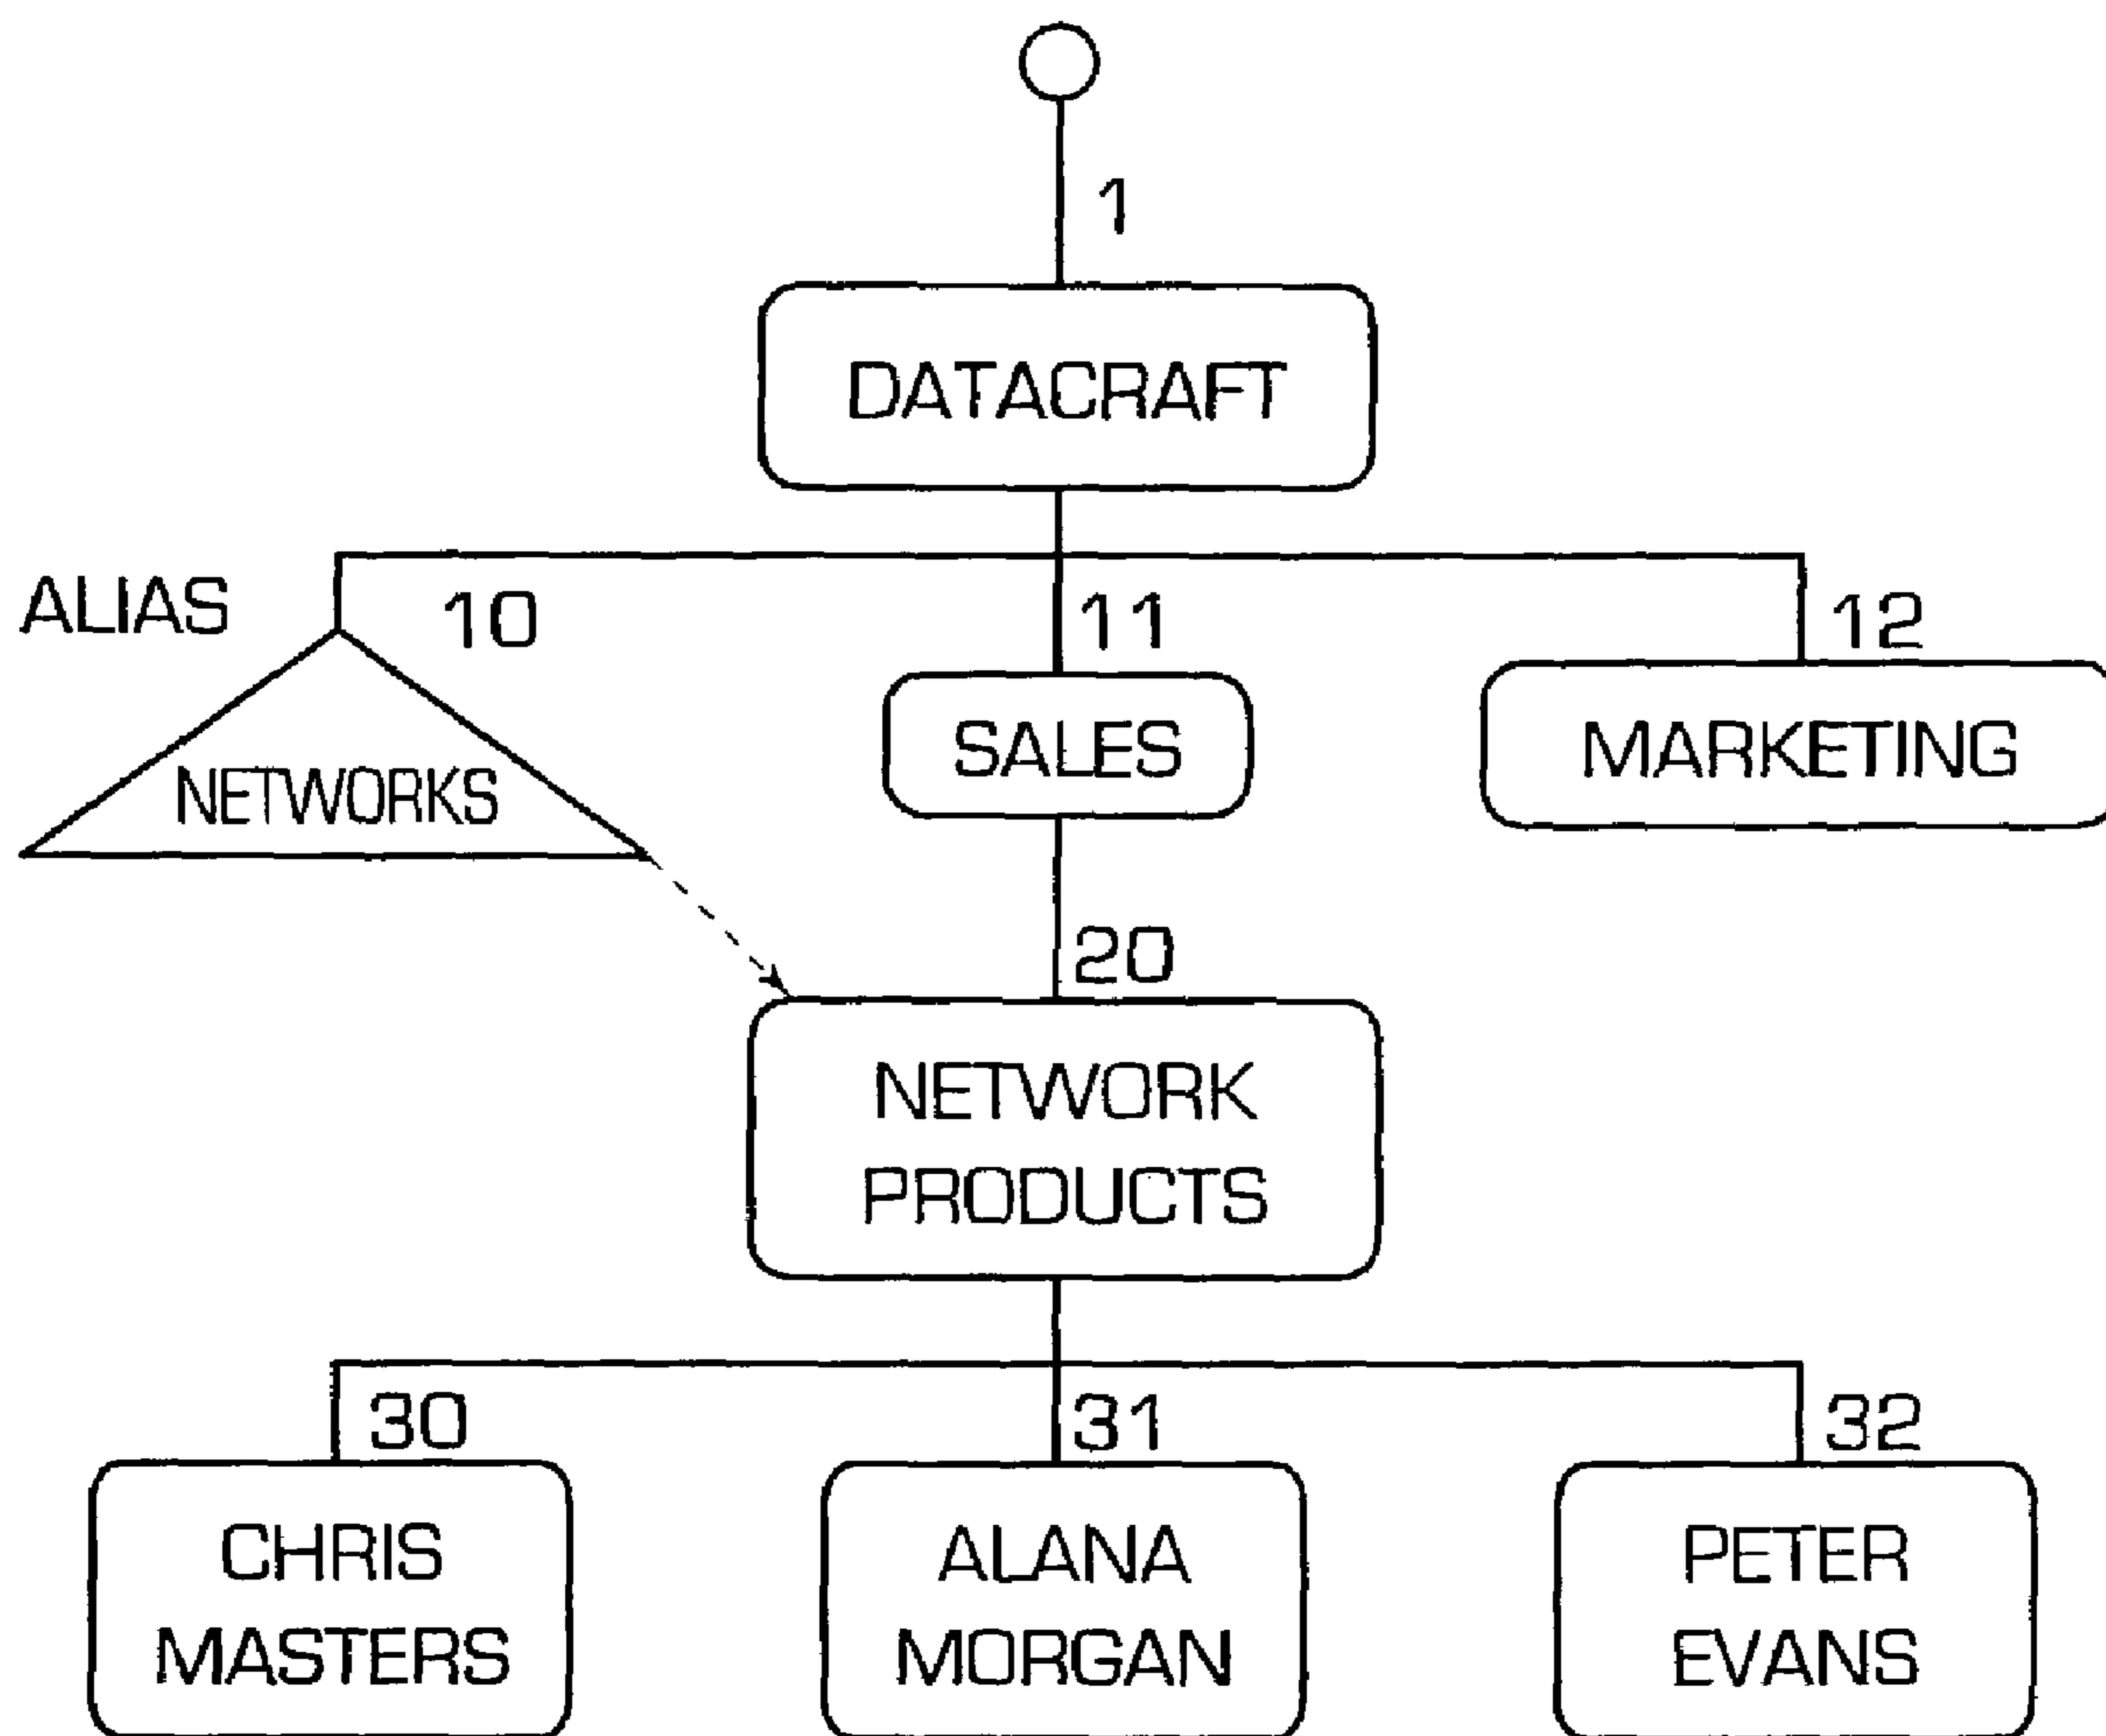 1
DATACRAFT
ALIAS
10
11
12
NETWORKS
SALES
MARKETING
20
NETWORK
PRODUCTS
30
31
32
CHRIS
MASTERS
ALANA
MORGAN
PETER
EVANS